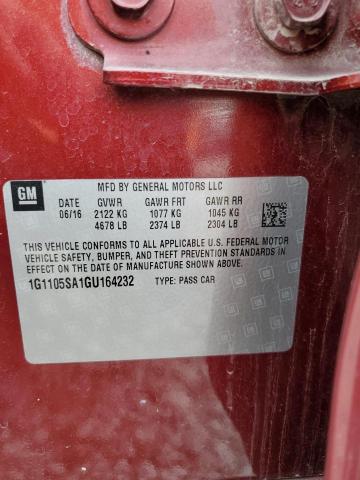 GM
MFD BY GENERAL MOTORS LLC
DATE GVWR GAWR FRT GAWR RR
06/16 2122 KG 1077 KG 1045 KG
4678 LB 2374 LB 2304 LB
THIS VEHICLE CONFORMS TO ALL APPLICABLE U.S. FEDERAL MOTOR
VEHICLE SAFETY, BUMPER, AND THEFT PREVENTION STANDARDS IN
EFFECT ON THE DATE OF MANUFACTURE SHOWN ABOVE.
1G1105SA1GU164232 TYPE: PASS CAR